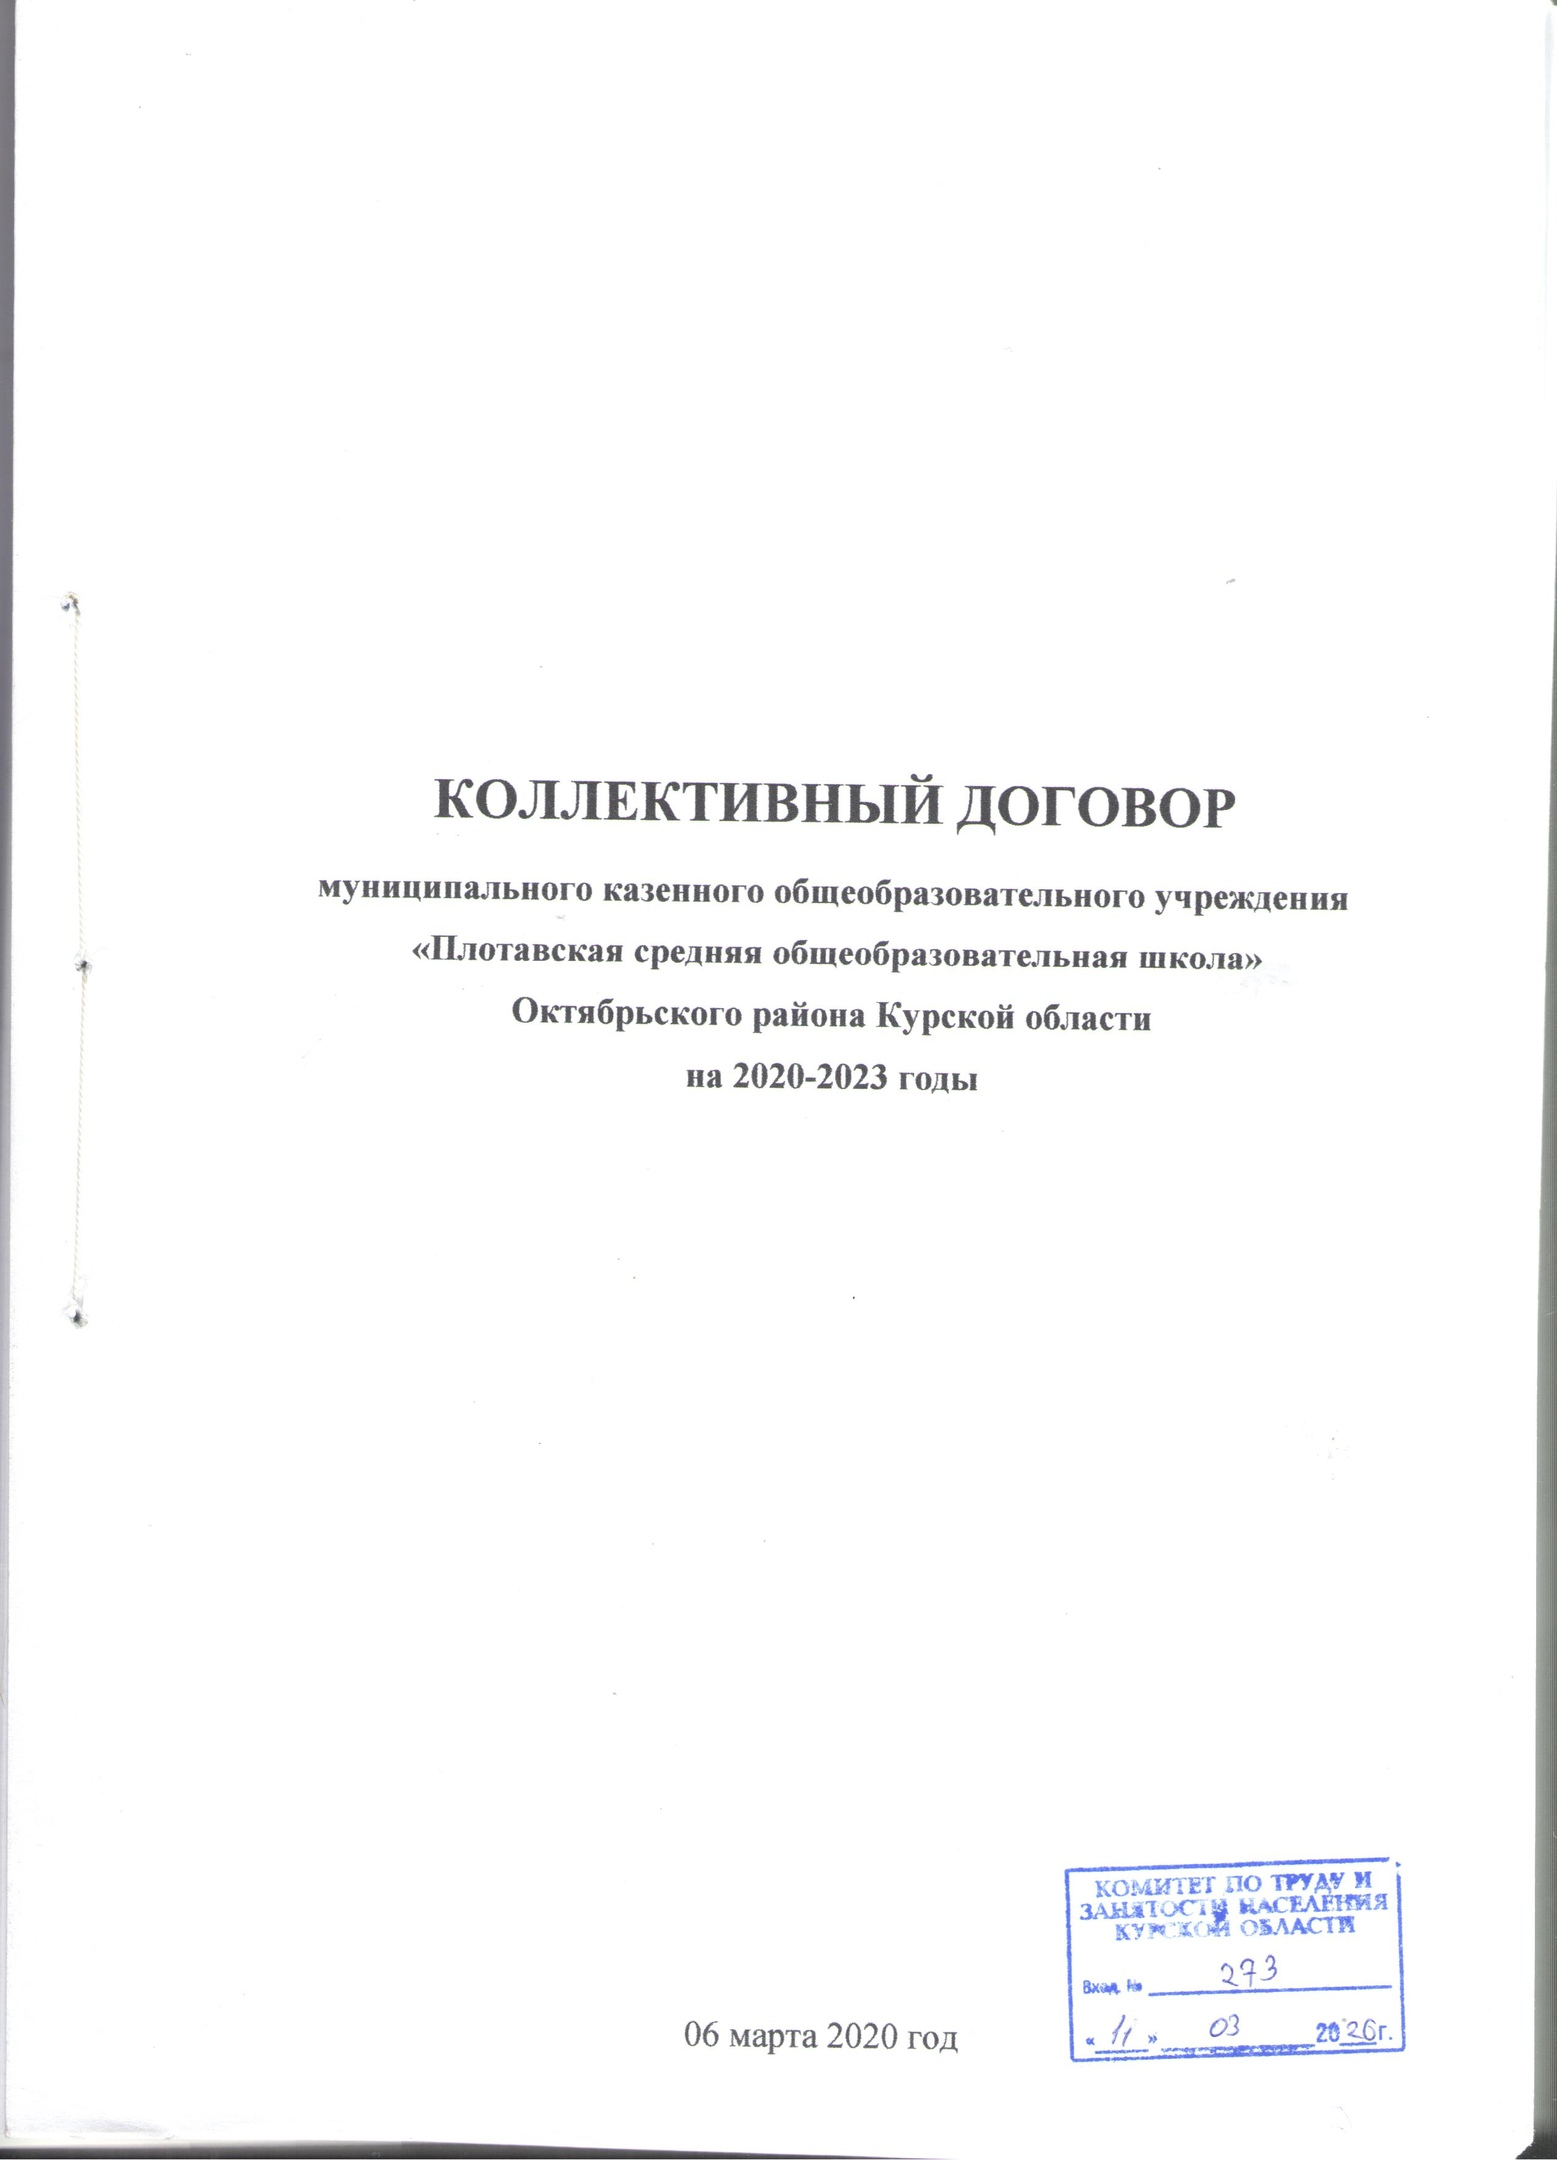 КОЛЛЕКТИВНЫЙ ДОГОВОР
муниципального казенного общеобразовательного учреждения
«Плотавская средняя общеобразовательная школа»
Октябрьского района Курской области
на 2020-2023 годы
КОМИТЕТ ПО ТРУДУ И
ЗАНЯТОСТИ НАСЕЛЕНИЯ
КУРСКОЙ ОБЛАСТИ
Вход. № 273
«11» 03 2020г.
06 марта 2020 год